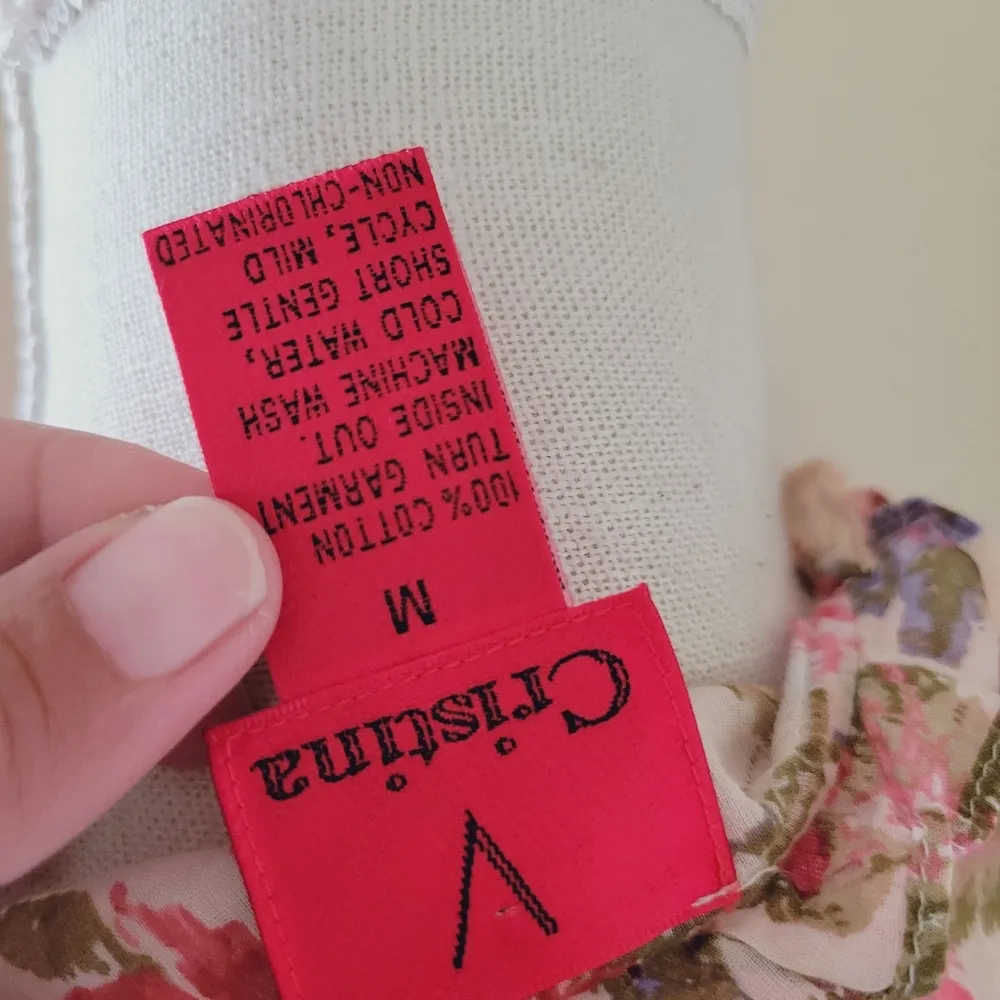 V
Cristina
M
100% COTTON
TURN GARMENT
INSIDE OUT.
MACHINE WASH
COLD WATER,
SHORT GENTLE
CYCLE, MILD
NON-CHLORINATED